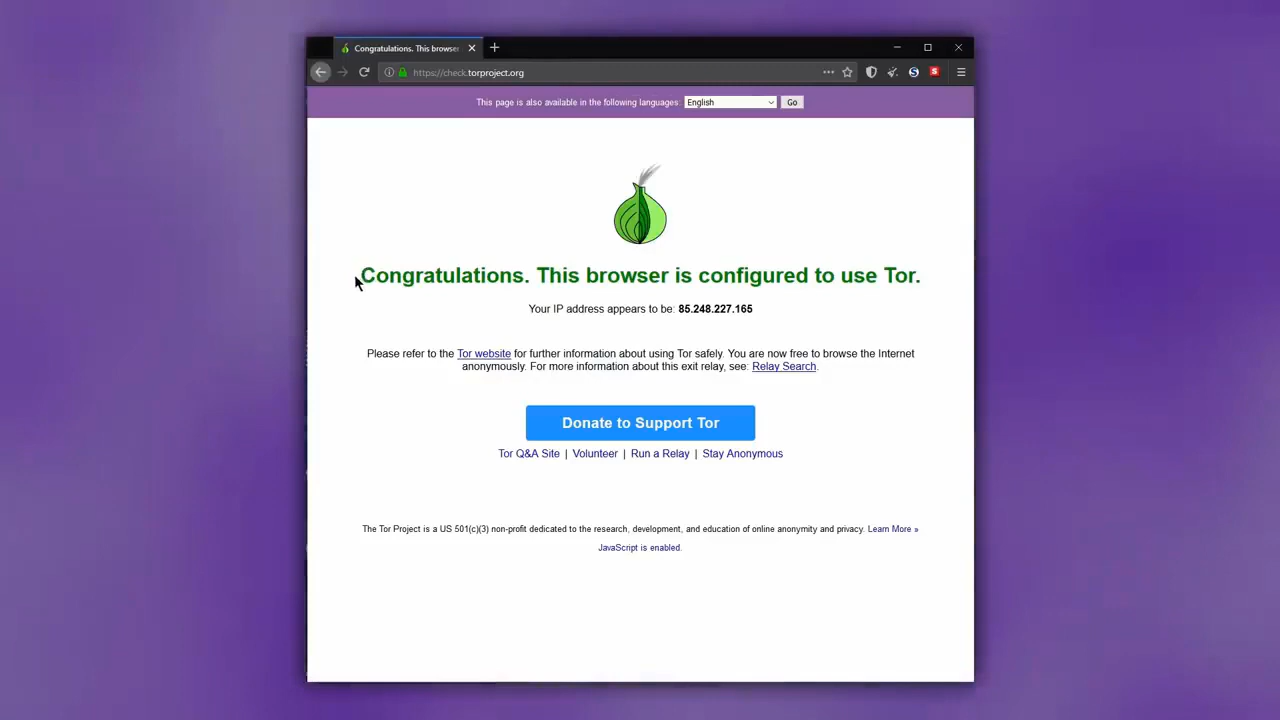 Congratulations. This browser
https://check.torproject.org
This page is also available in the following languages: English Go
Congratulations. This browser is configured to use Tor.
Your IP address appears to be: 85.248.227.165
Please refer to the Tor website for further information about using Tor safely. You are now free to browse the Internet
anonymously. For more information about this exit relay, see: Relay Search.
Donate to Support Tor
Tor Q&A Site | Volunteer | Run a Relay | Stay Anonymous
The Tor Project is a US 501(c)(3) non-profit dedicated to the research, development, and education of online anonymity and privacy. Learn More »
JavaScript is enabled.